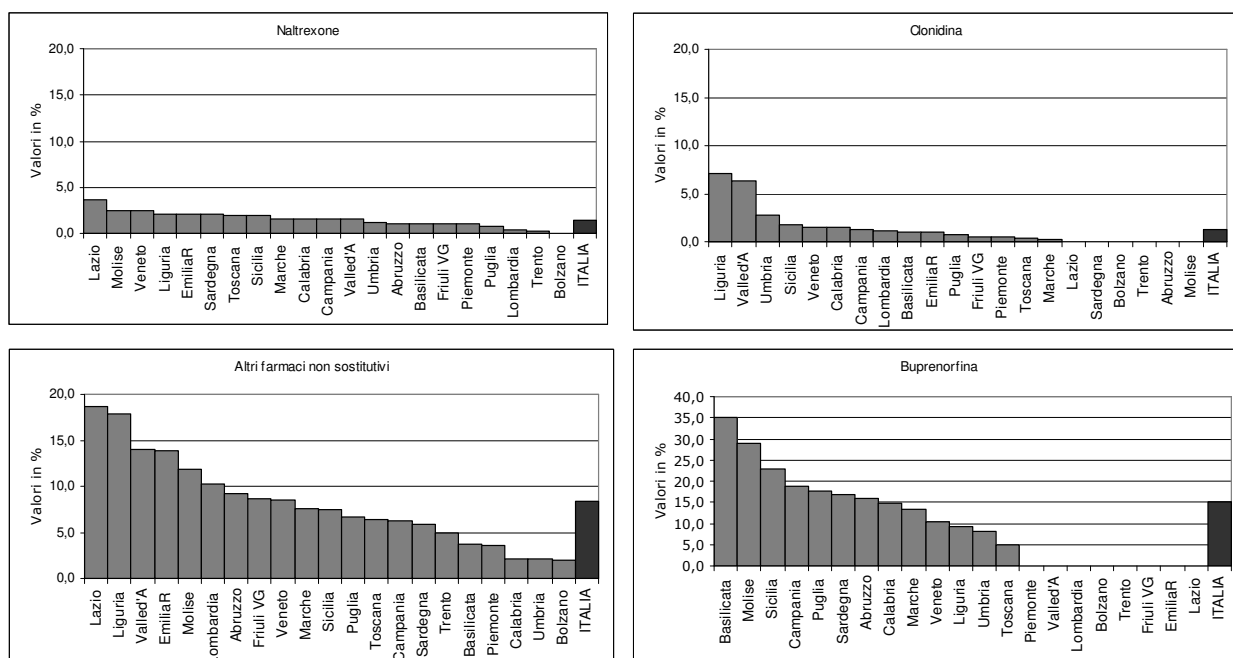 Naltrexone
20,0
15,0
10,0
5,0
0,0
Valori in %
Lazio
Molise
Veneto
Liguria
EmiliaR
Sardegna
Toscana
Sicilia
Marche
Calabria
Campania
Valled'A
Umbria
Abruzzo
Basilicata
Friuli VG
Piemonte
Puglia
Lombardia
Trento
Bolzano
ITALIA
Clonidina
20,0
15,0
10,0
5,0
0,0
Valori in %
Liguria
Valled'A
Umbria
Sicilia
Veneto
Calabria
Campania
Lombardia
Basilicata
EmiliaR
Puglia
Friuli VG
Piemonte
Toscana
Marche
Lazio
Sardegna
Bolzano
Trento
Abruzzo
Molise
ITALIA
Altri farmaci non sostitutivi
20,0
15,0
10,0
5,0
0,0
Valori in %
Lazio
Liguria
Valled'A
EmiliaR
Molise
Lombardia
Abruzzo
Friuli VG
Veneto
Marche
Sicilia
Puglia
Toscana
Campania
Sardegna
Trento
Basilicata
Piemonte
Calabria
Umbria
Bolzano
ITALIA
Buprenorfina
40,0
35,0
30,0
25,0
20,0
15,0
10,0
5,0
0,0
Valori in %
Basilicata
Molise
Sicilia
Campania
Puglia
Sardegna
Abruzzo
Calabria
Marche
Veneto
Liguria
Umbria
Toscana
Piemonte
Valled'A
Lombardia
Bolzano
Trento
Friuli VG
EmiliaR
Lazio
ITALIA